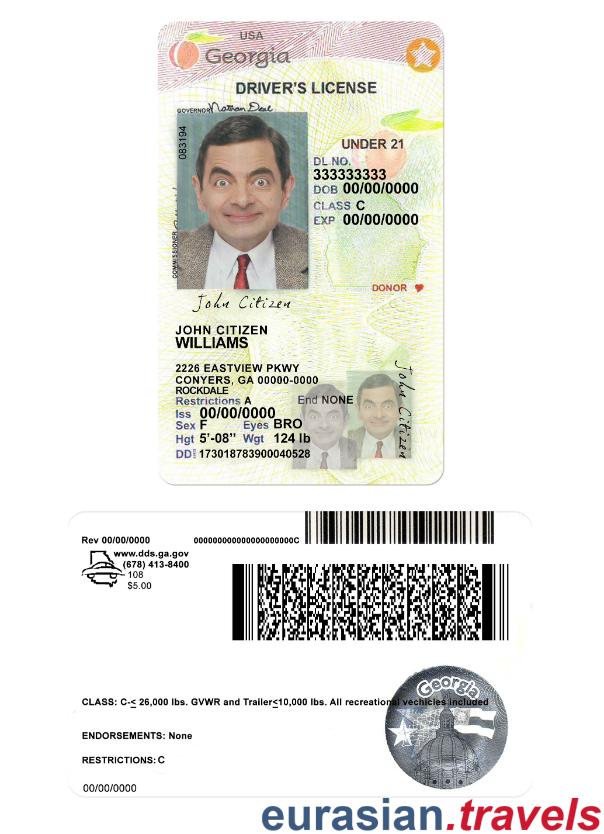 USA
Georgia
DRIVER'S LICENSE
GOVERNOR Nathan Deal
083194
UNDER 21
DL NO.
333333333
DOB 00/00/0000
CLASS C
EXP 00/00/0000
COMMISSIONER
DONOR
John Citizen
JOHN CITIZEN
WILLIAMS
2226 EASTVIEW PKWY
CONYERS, GA 00000-0000
ROCKDALE
Restrictions A End NONE
Iss 00/00/0000
Sex F Eyes BRO
Hgt 5'-08" Wgt 124 lb
DD 173018783900040528
John Citizen
Rev 00/00/0000 00000000000000000000C
www.dds.ga.gov
(678) 413-8400
108
$5.00
Georgia
CLASS: C-≤ 26,000 lbs. GVWR and Trailer≤10,000 lbs. All recreational vechicles included
ENDORSEMENTS: None
RESTRICTIONS: C
00/00/0000
eurasian.travels